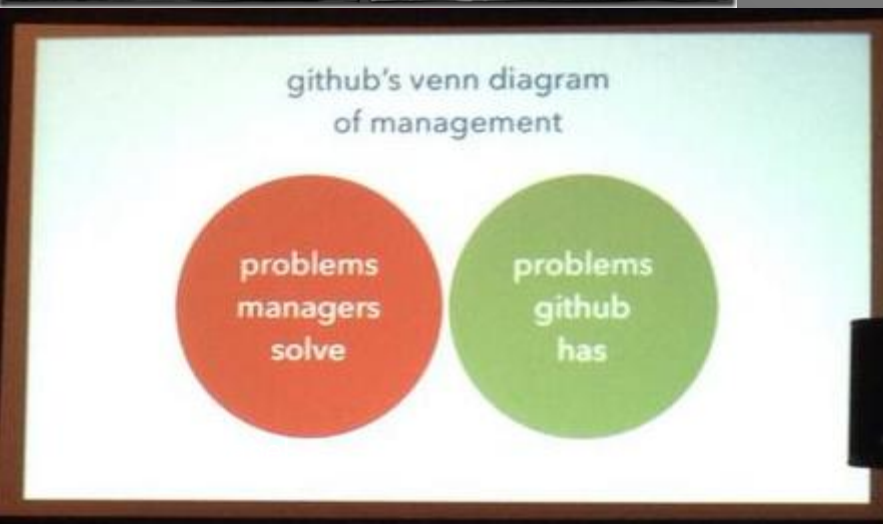 github's venn diagram
of management
problems
managers
solve
problems
github
has